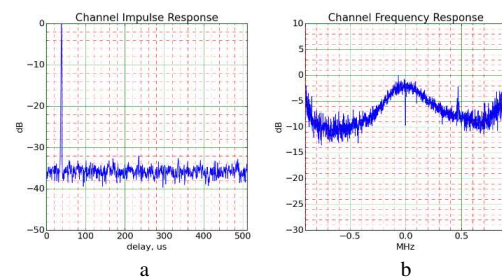 Channel Impulse Response
0
−10
−20
−30
−40
−50
dB
0 100 200 300 400 500
delay, us
a
Channel Frequency Response
10
5
0
−5
−10
−15
−20
−25
−30
dB
−0.5 0.0 0.5
MHz
b